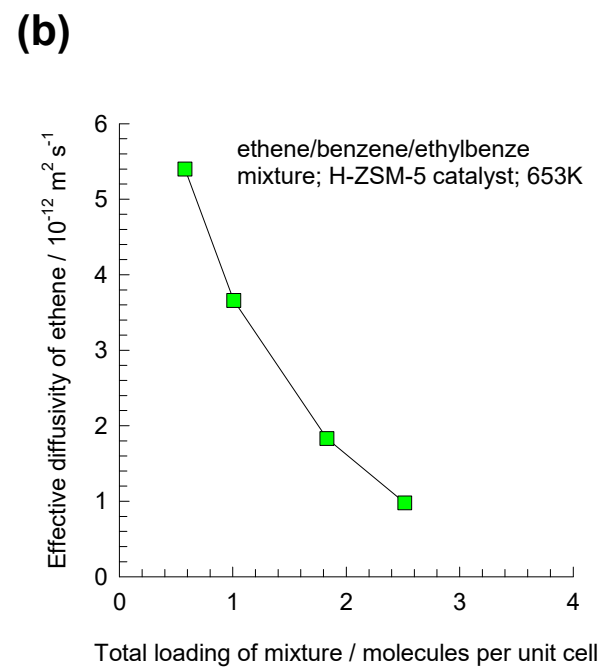 (b)
6
5
4
3
2
1
0
Effective diffusivity of ethene / 10⁻¹² m² s⁻¹
ethene/benzene/ethylbenze
mixture; H-ZSM-5 catalyst; 653K
0 1 2 3 4
Total loading of mixture / molecules per unit cell